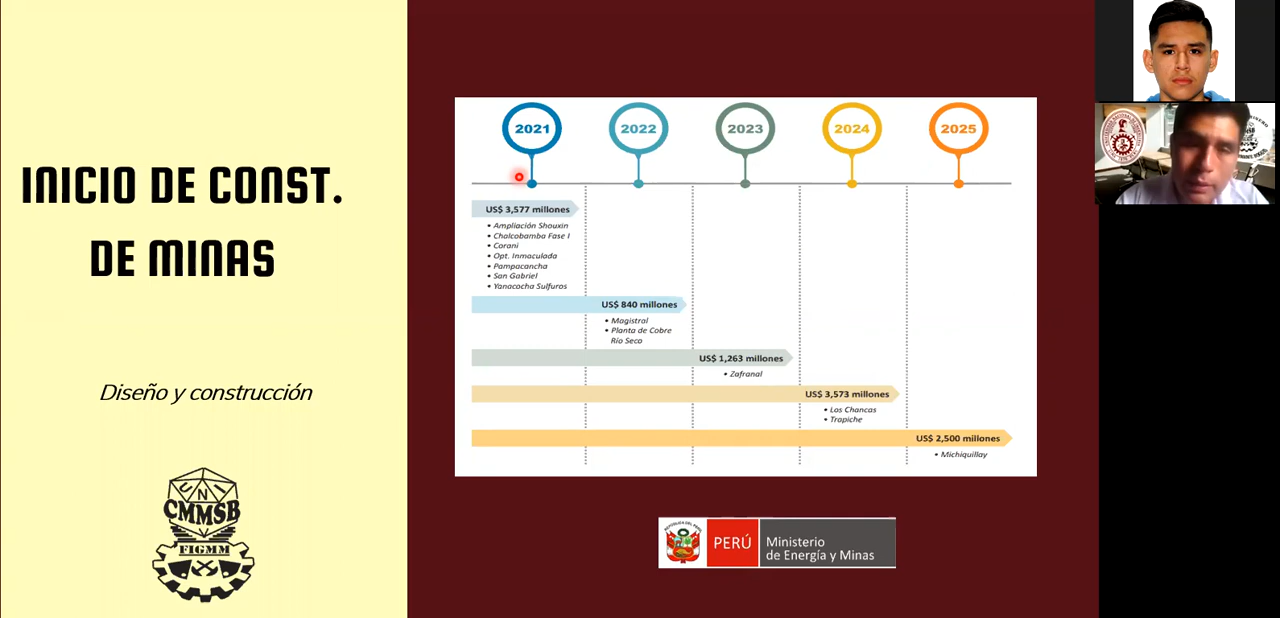 INICIO DE CONST.
DE MINAS
Diseño y construcción
UNI
CMMSB
FIGMM
2021
2022
2023
2024
2025
US$ 3,577 millones
• Ampliación Shouxin
• Chalcobamba Fase I
• Corani
• Opt. Inmaculada
• Pampacancha
• San Gabriel
• Yanacocha Sulfuros
US$ 840 millones
• Magistral
• Planta de Cobre
Río Seco
US$ 1,263 millones
• Zafranal
US$ 3,573 millones
• Los Chancas
• Trapiche
US$ 2,500 millones
• Michiquillay
REPÚBLICA DEL PERÚ
PERÚ
Ministerio
de Energía y Minas